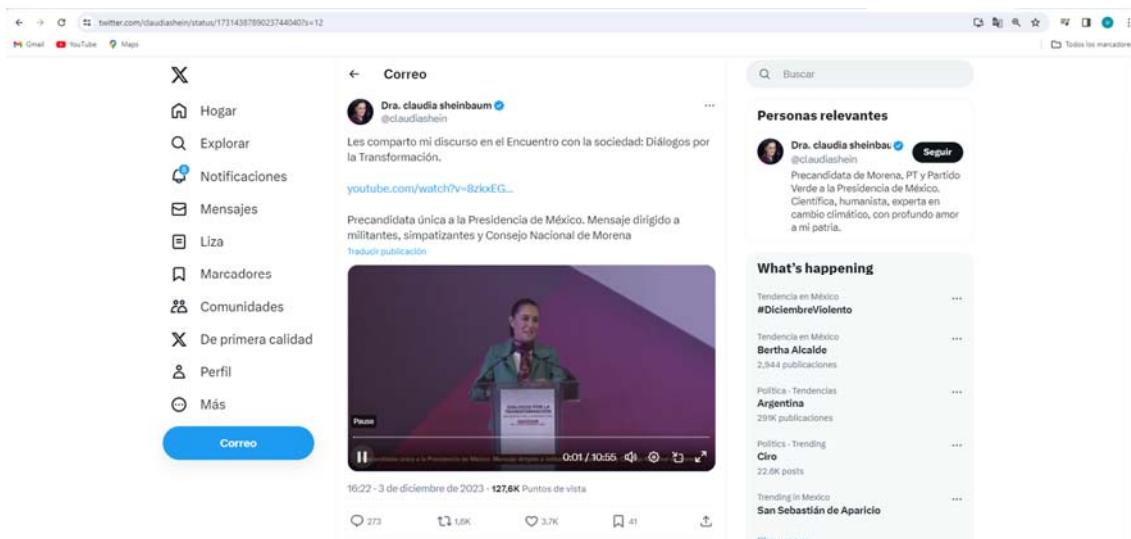 twitter.com/claudiashein/status/1731438789023744040?s=12
Gmail
YouTube
Maps
Todos los marcadores
Hogar
Explorar
Notificaciones
Mensajes
Liza
Marcadores
Comunidades
De primera calidad
Perfil
Más
Correo
Correo
Dra. claudia sheinbaum
@claudiashein
Les comparto mi discurso en el Encuentro con la sociedad: Diálogos por
la Transformación.
youtube.com/watch?v=8zkxEG...
Precandidata única a la Presidencia de México. Mensaje dirigido a
militantes, simpatizantes y Consejo Nacional de Morena
Traducir publicación
DIÁLOGOS POR LA
TRANSFORMACIÓN
Pause
0:01 / 10:55
16:22 - 3 de diciembre de 2023 - 127,6K Puntos de vista
273
1,6K
3.7K
41
Buscar
Personas relevantes
Dra. claudia sheinbau
@claudiashein
Seguir
Precandidata de Morena, PT y Partido
Verde a la Presidencia de México.
Científica, humanista, experta en
cambio climático, con profundo amor
a mi patria.
What's happening
Tendencia en México
#DiciembreViolento
Tendencia en México
Bertha Alcalde
2,944 publicaciones
Política - Tendencias
Argentina
291K publicaciones
Politics - Trending
Ciro
22.6K posts
Trending in Mexico
San Sebastián de Aparicio